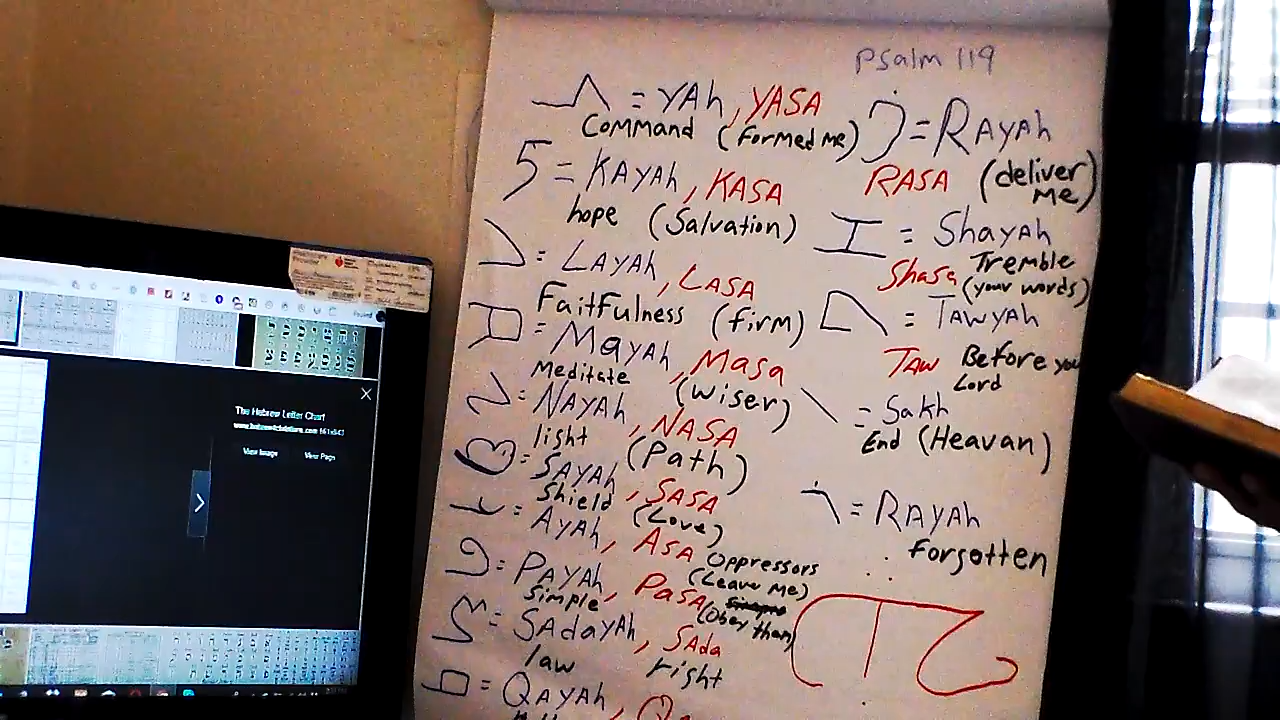 Psalm 119
= YAh, YASA
Command (formed me)
5 = KAYAh, KASA
hope (Salvation)
= LAYAh, LASA
FaitFulness (firm)
= MAYAh, Masa
Meditate (wiser)
= NAYAh, NASA
light (Path)
= SAYAh, SASA
Shield (Love)
= AYAh, ASA Oppressors
(Leave me)
= PAYAh, PaSA
Simple (Obey them)
= SAdaYAh, SAda
law right
= QAYAh,
= RAYAh
RASA (deliver me)
= ShaYAh
Shasa Tremble
(your words)
= TAWYAh
TAW Before you
Lord
= Sakh
End (Heavan)
= RAYAh
forgotten
The Hebrew Letter Chart
View Image View Page